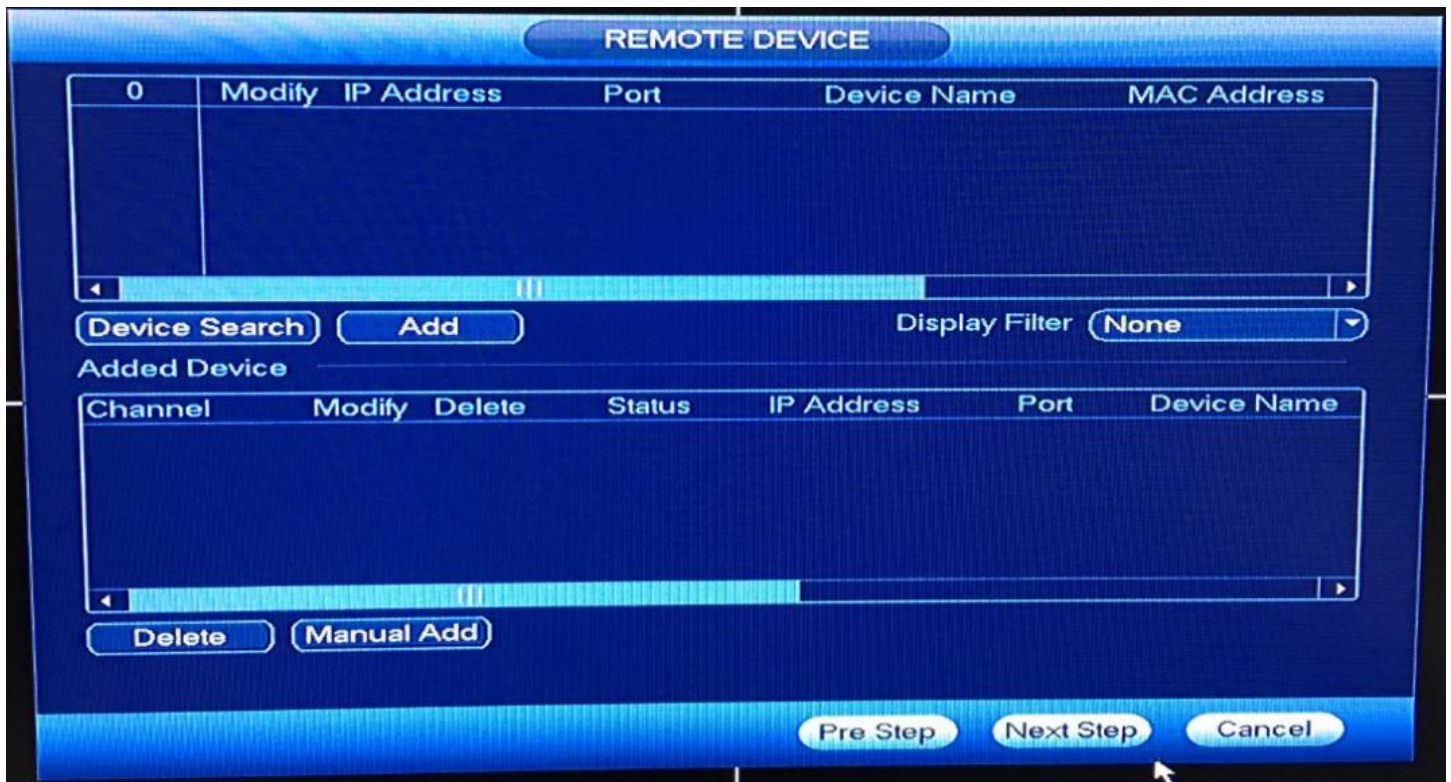 REMOTE DEVICE
0 Modify IP Address Port Device Name MAC Address
Device Search Add Display Filter None
Added Device
Channel Modify Delete Status IP Address Port Device Name
Delete Manual Add
Pre Step Next Step Cancel